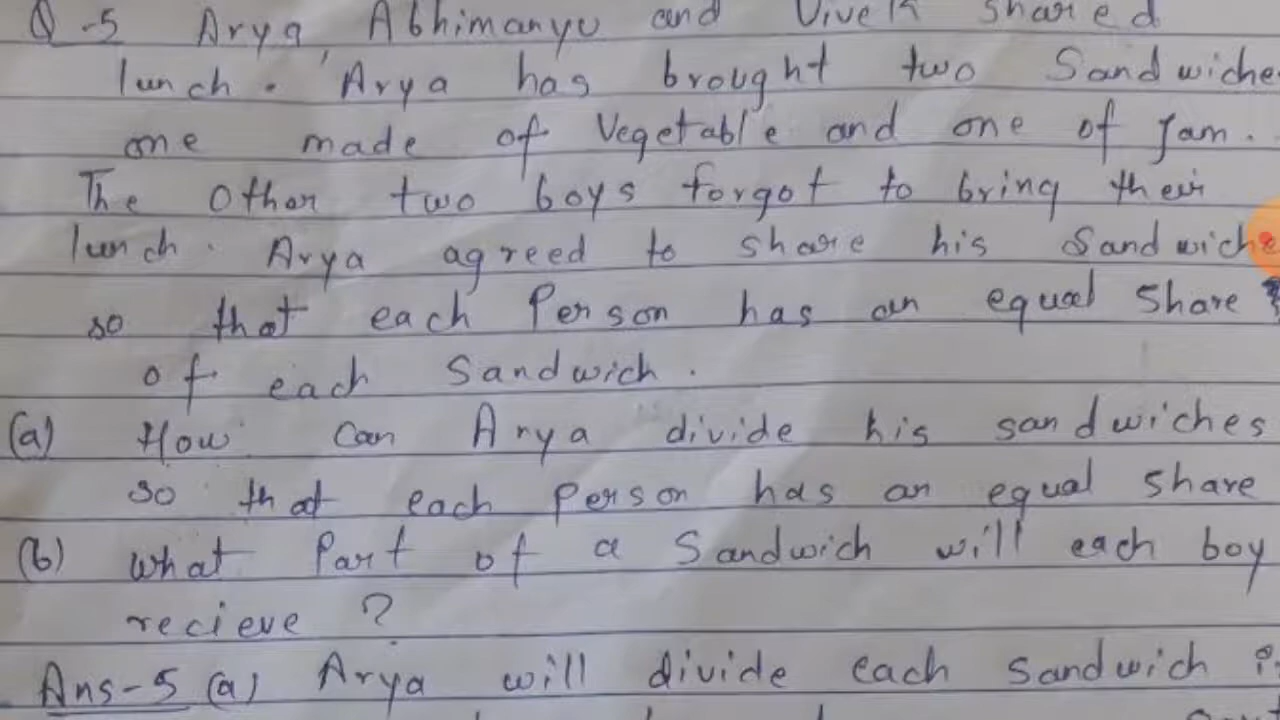 Q-5 Arya, Abhimanyu and Vivek shared
lunch. Arya has brought two Sandwiche
one made of Vegetable and one of Jam.
The Other two boys forgot to bring their
lunch. Arya agreed to share his Sandwiche
so that each Person has an equal Share
of each Sandwich.
(a) How can Arya divide his sandwiches
so that each Person has an equal Share
(b) what Part of a Sandwich will each boy
recieve ?
Ans-5 (a) Arya will divide each Sandwich